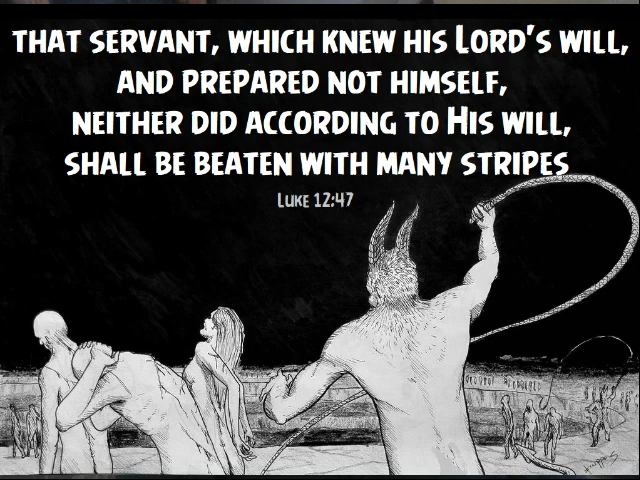 THAT SERVANT, WHICH KNEW HIS LORD'S WILL,
AND PREPARED NOT HIMSELF,
NEITHER DID ACCORDING TO HIS WILL,
SHALL BE BEATEN WITH MANY STRIPES
LUKE 12:47